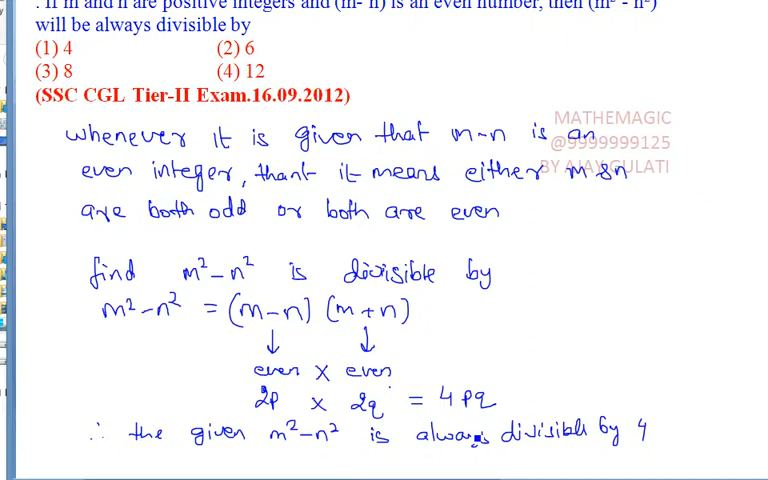 . If m and n are positive integers and (m- n) is an even number, then (m² - n²)
will be always divisible by
(1) 4 (2) 6
(3) 8 (4) 12
(SSC CGL Tier-II Exam.16.09.2012)
MATHEMAGIC
@9999999125
BY AJAY GULATI
whenever it is given that m-n is an
even integer, thant it means either m & n
are both odd or both are even
find m²-n² is divisible by
m²-n² = (m-n) (m+n)
↓ ↓
even × even
2p × 2q = 4pq
∴ the given m²-n² is always divisible by 4